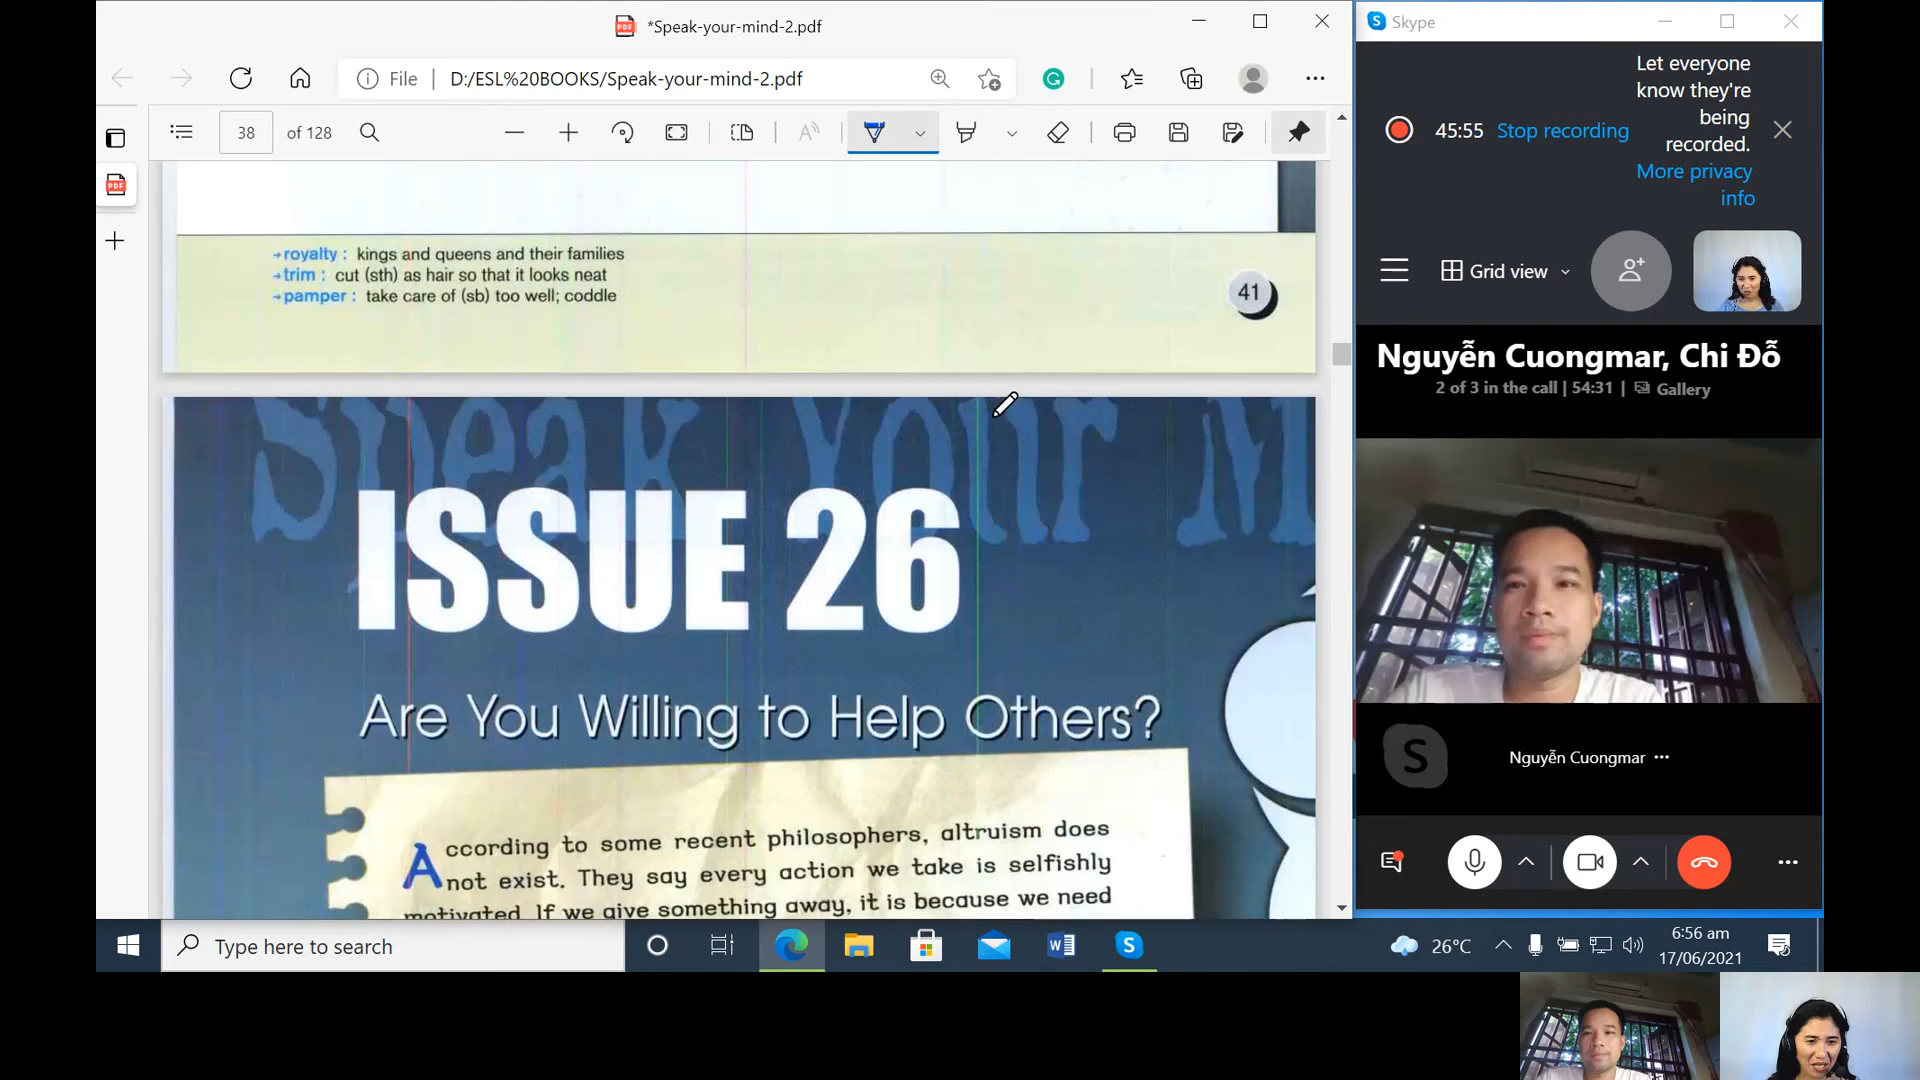 *Speak-your-mind-2.pdf
File
D:/ESL%20BOOKS/Speak-your-mind-2.pdf
38 of 128
→royalty : kings and queens and their families
→trim : cut (sth) as hair so that it looks neat
→pamper : take care of (sb) too well; coddle
41
Speak Your M
ISSUE 26
Are You Willing to Help Others?
According to some recent philosophers, altruism does
not exist. They say every action we take is selfishly
motivated. If we give something away, it is because we need
Skype
45:55 Stop recording
Let everyone
know they're
being
recorded.
More privacy
info
Grid view
Nguyễn Cuongmar, Chi Đỗ
2 of 3 in the call | 54:31 | Gallery
S
Nguyễn Cuongmar
Type here to search
26°C
6:56 am
17/06/2021